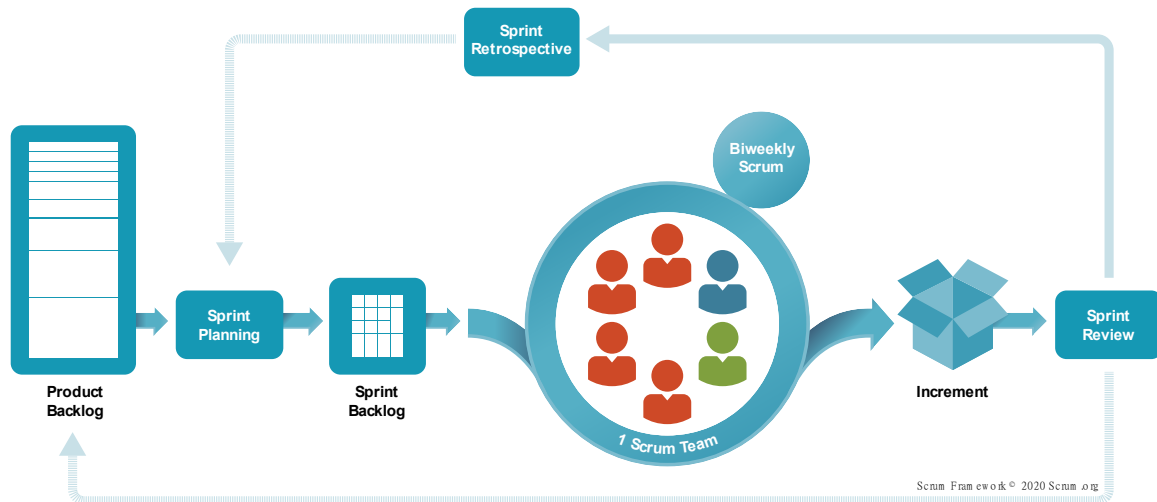 Sprint
Retrospective
Biweekly
Scrum
Sprint
Planning
Sprint
Review
Product
Backlog
Sprint
Backlog
Increment
1 Scrum Team
Scrum Framework © 2020 Scrum.org